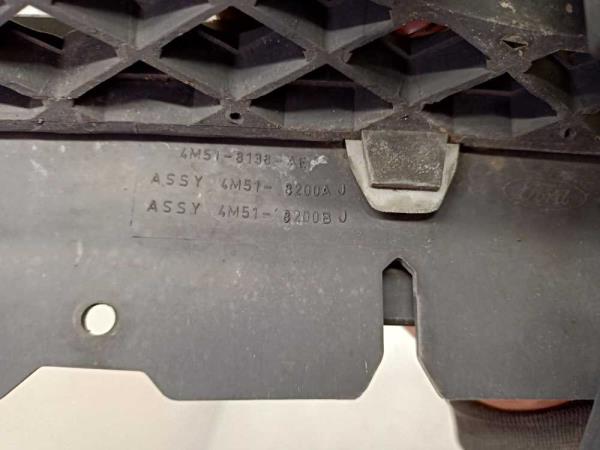 4M51-8138-AE
ASSY 4M51- 8200A J
ASSY 4M51- 8200B J
Ford